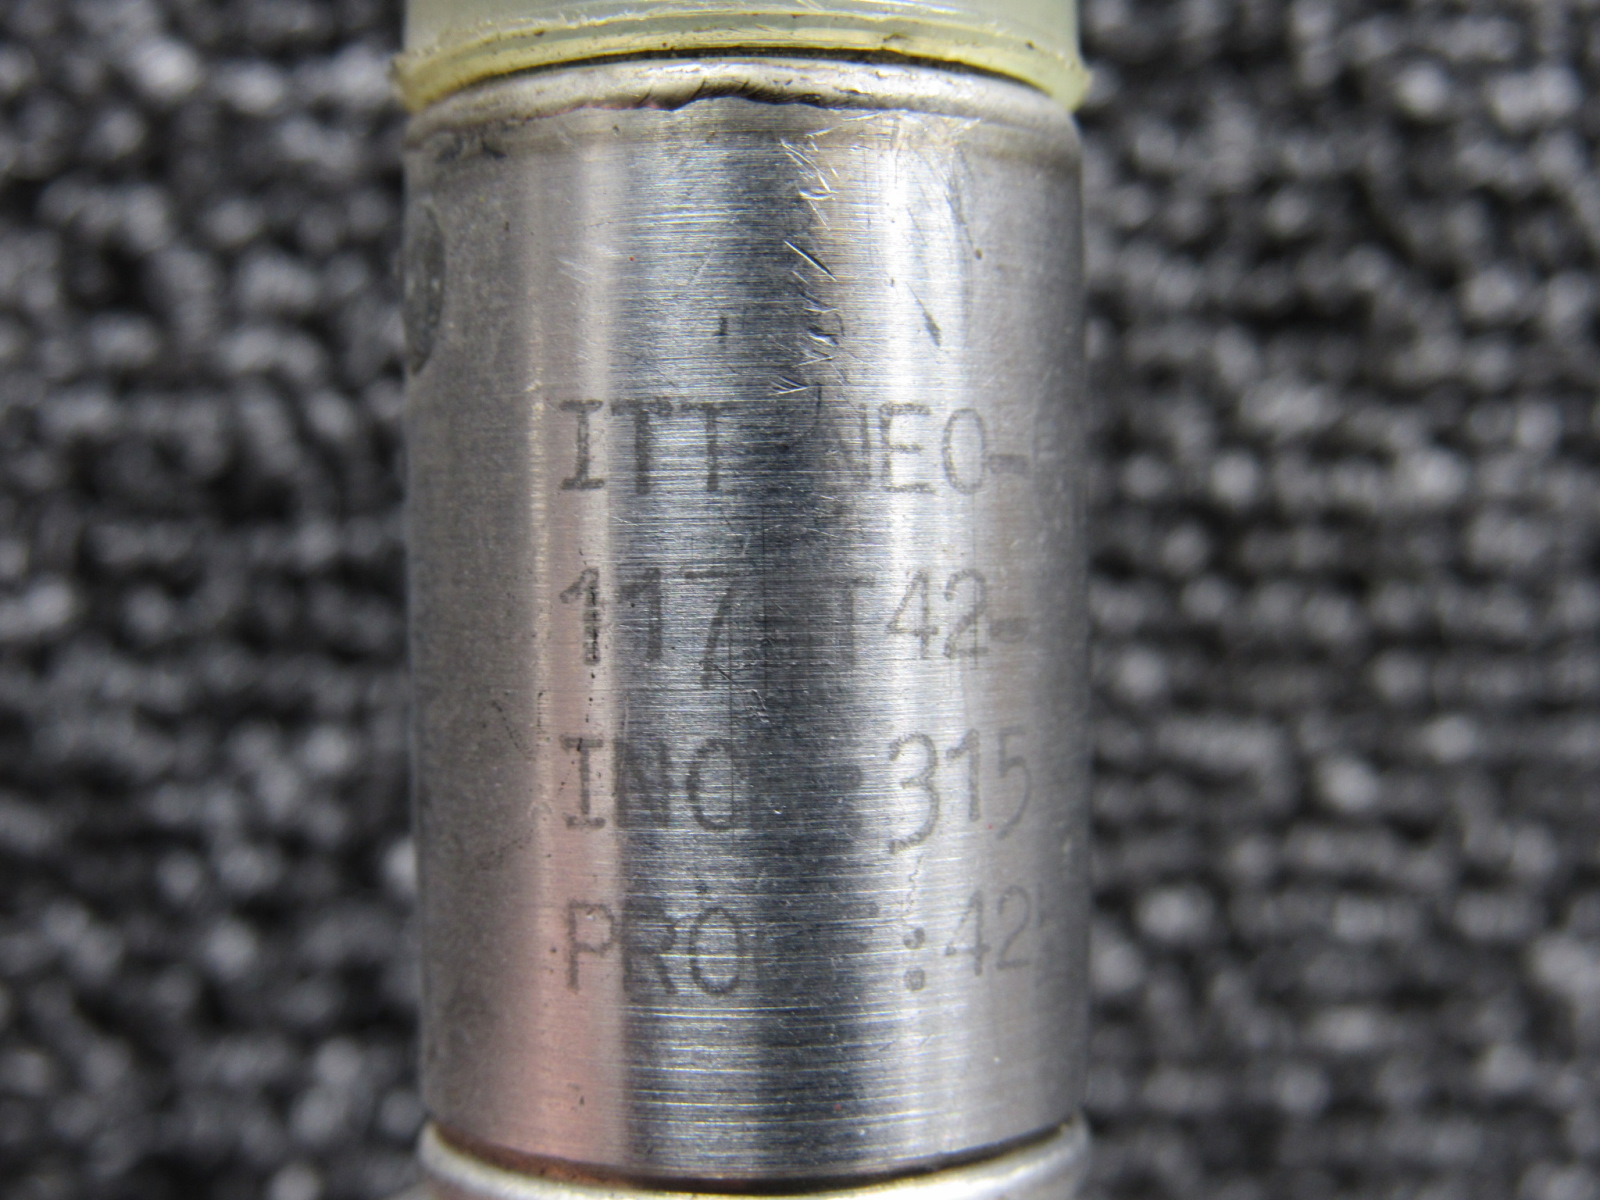 ITT NEO-
117 T42-
INO 315
PRO :42